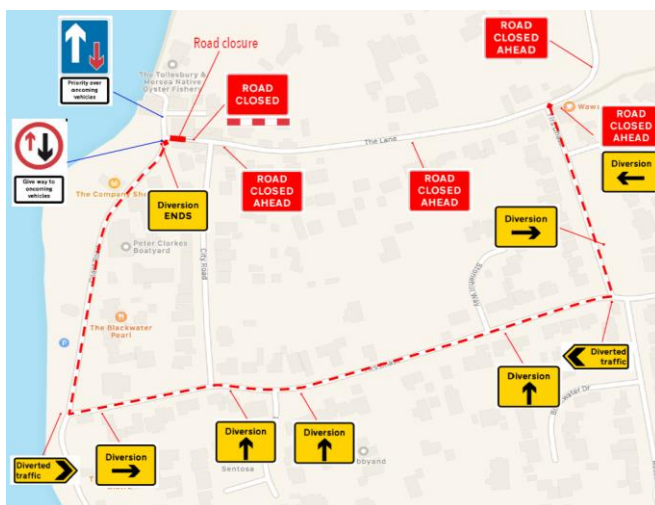 Road closure
ROAD
CLOSED
AHEAD
Priority over
oncoming
vehicles
The Tollesbury &
Mersea Native
Oyster Fishery
ROAD
CLOSED
ROAD
CLOSED
AHEAD
Give way to
oncoming
vehicles
The Lane
Diversion
ROAD
CLOSED
AHEAD
ROAD
CLOSED
AHEAD
The Company
Diversion
ENDS
Diversion
Peter Clarkes
Boatyard
City Road
Stonehill Way
The Blackwater
Pearl
P
Diverted
traffic
Diversion
Diversion
Diversion
Diverted
traffic
Diversion
Sentosa